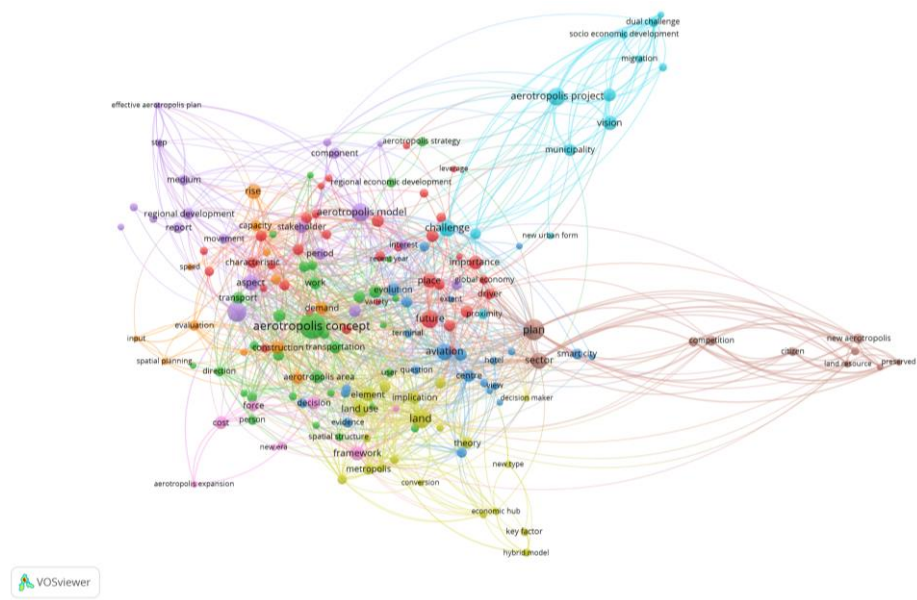 dual challenge
socio economic development
migration
aerotropolis project
effective aerotropolis plan
vision
step
aerotropolis strategy
municipality
component
leverage
medium
regional economic development
rise
regional development
aerotropolis model
report
capacity
stakeholder
challenge
new urban form
movement
interest
period
recent year
characteristic
importance
speed
aspect
work
place
global economy
evolution
driver
transport
variety
extant
demand
proximity
future
evaluation
aerotropolis concept
terminal
plan
input
competition
new aerotropolis
construction
transportation
aviation
citizen
sector
smart city
hotel
spatial planning
land resource
preserved
direction
user
question
aerotropolis area
centre
view
element
implication
decision maker
force
decision
land use
cost
person
evidence
land
spatial structure
theory
new era
framework
new type
metropolis
aerotropolis expansion
conversion
economic hub
key factor
hybrid model
VOSviewer